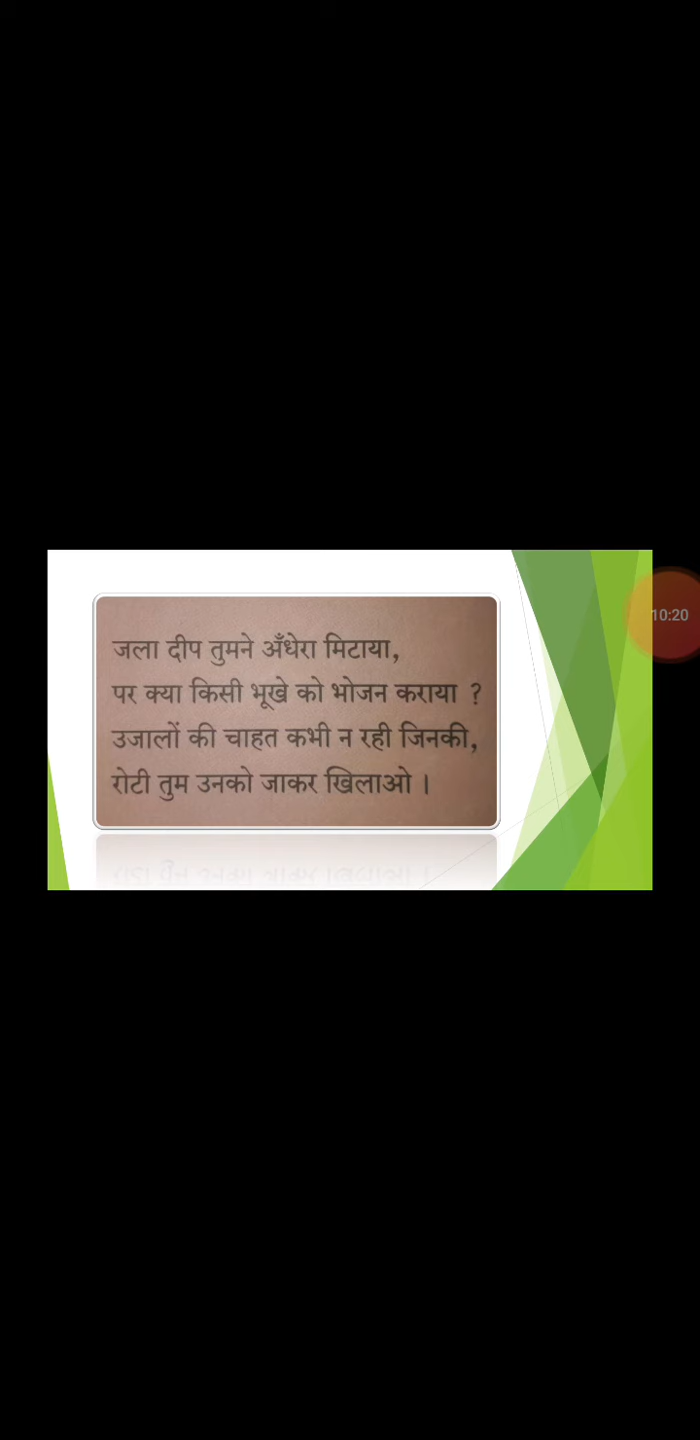 जला दीप तुमने अँधेरा मिटाया,
पर क्या किसी भूखे को भोजन कराया ?
उजालों की चाहत कभी न रही जिनकी,
रोटी तुम उनको जाकर खिलाओ ।
10:20